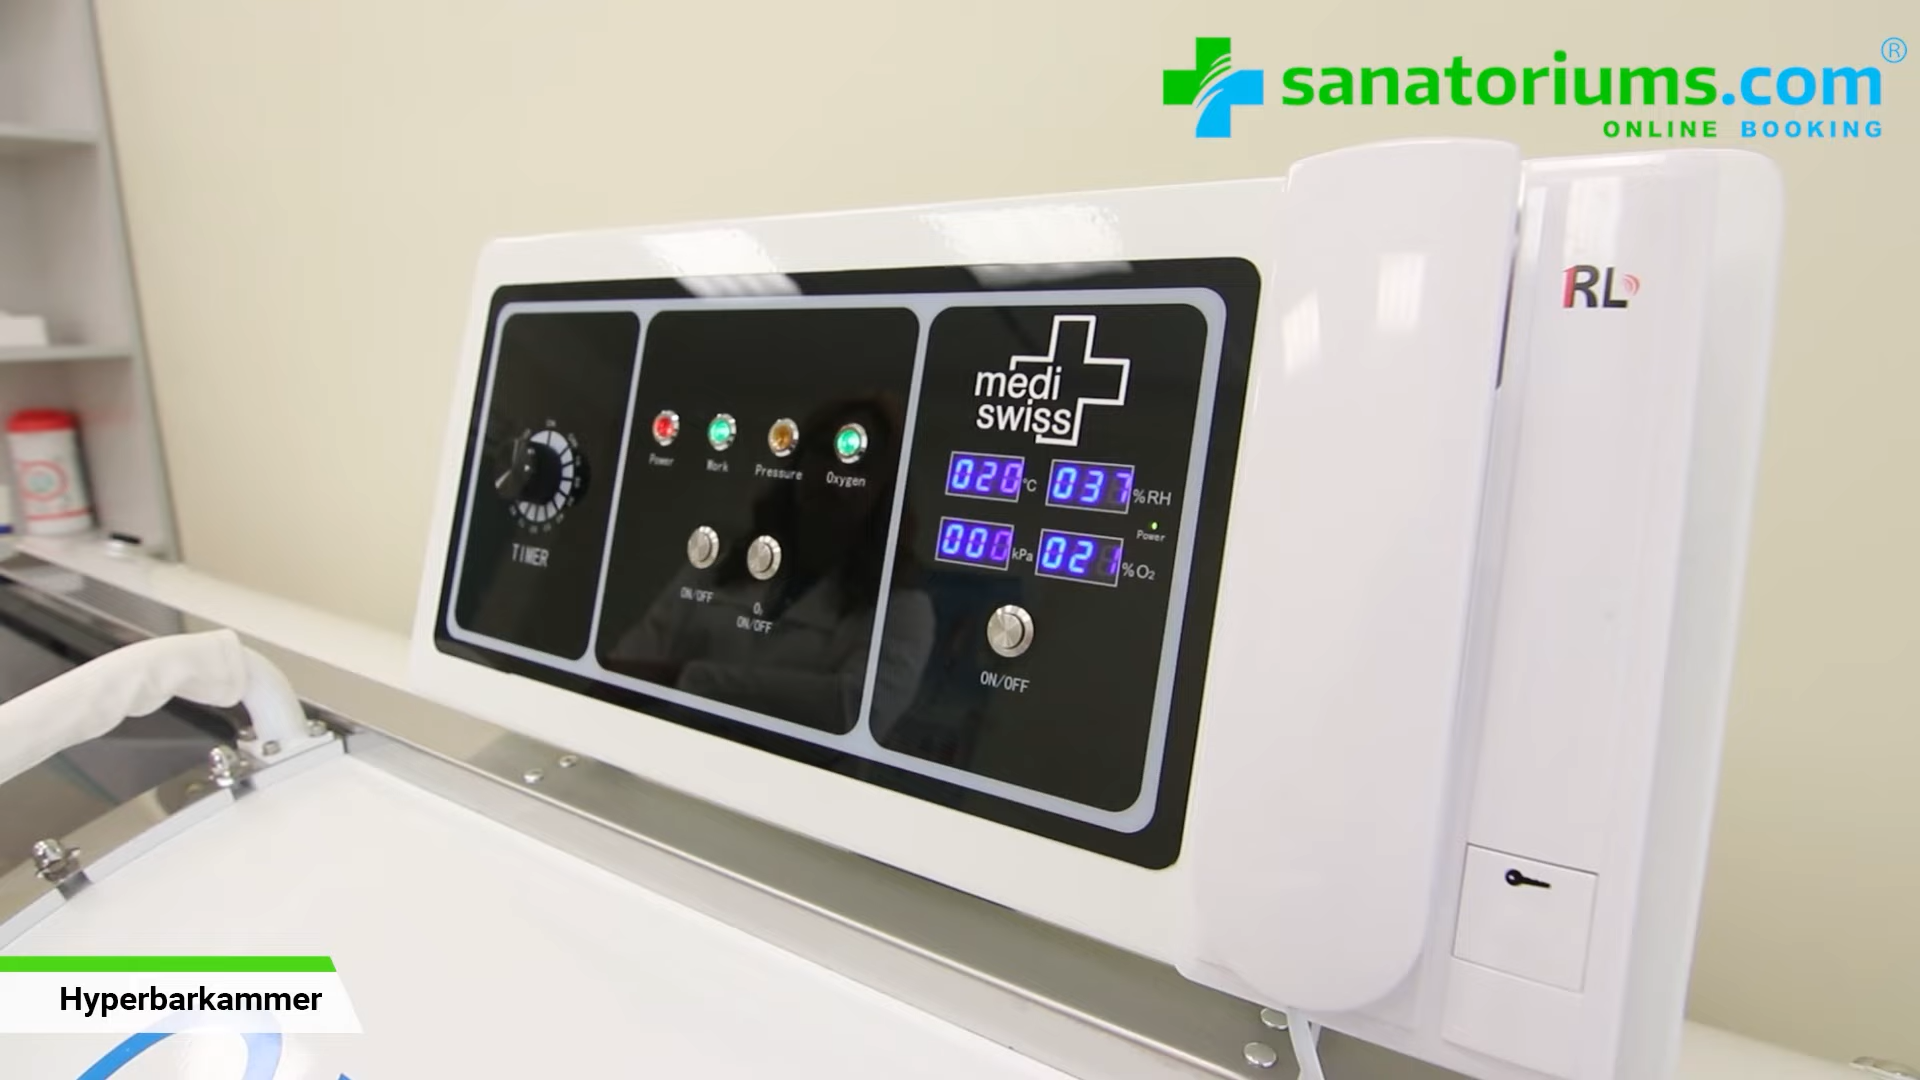 sanatoriums.com®
ONLINE BOOKING
RL
medi
swiss
Power
Work
Pressure
Oxygen
020 °C
037 %RH
Power
000 kPa
021 %O₂
TIMER
ON/OFF
O₂
ON/OFF
ON/OFF
Hyperbarkammer